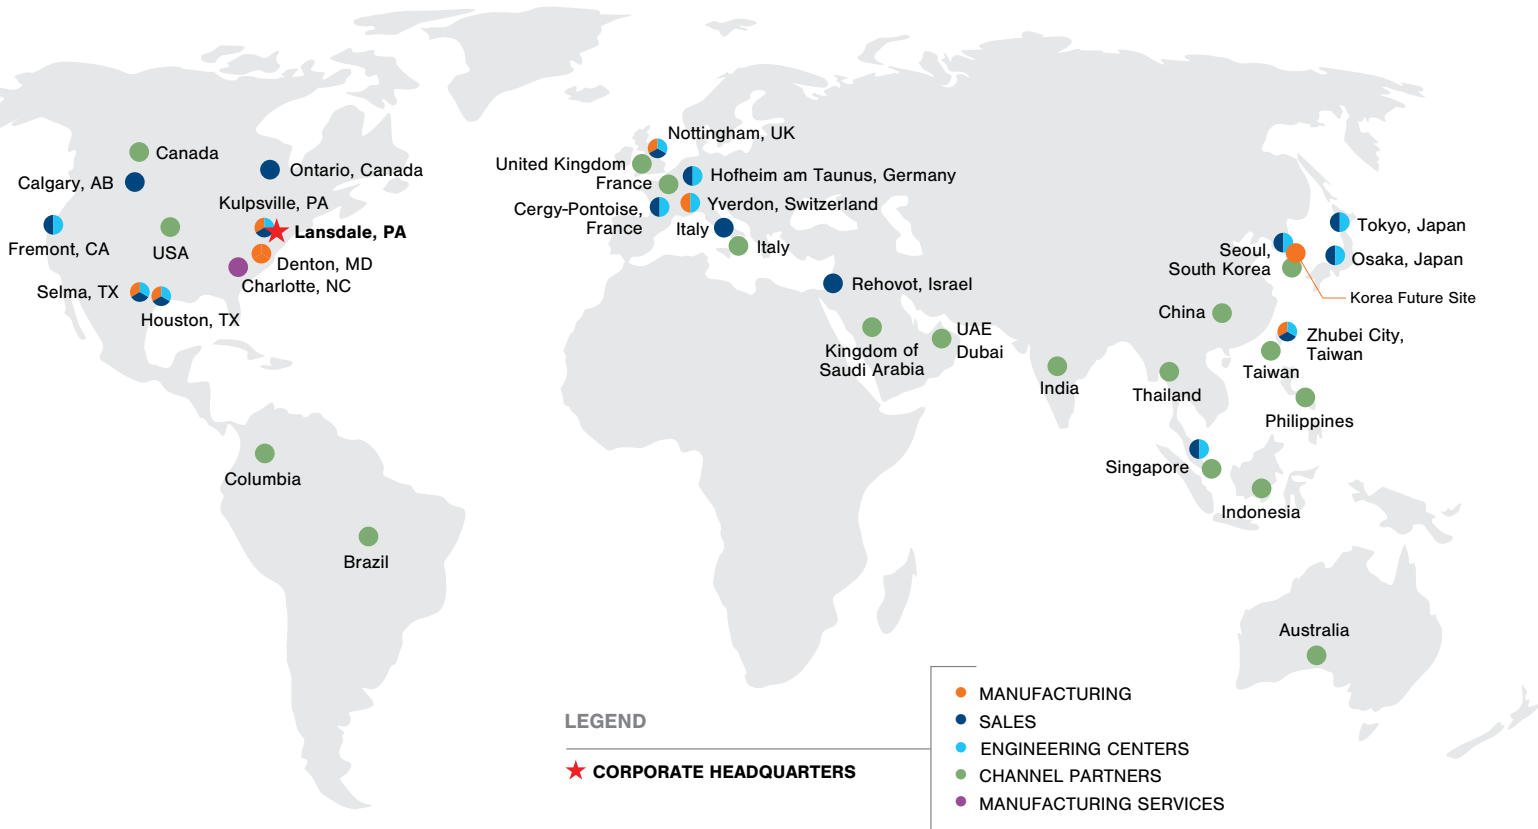 Canada
Calgary, AB
Ontario, Canada
Kulpsville, PA
Fremont, CA
USA
Lansdale, PA
Denton, MD
Charlotte, NC
Selma, TX
Houston, TX
Columbia
Brazil
Nottingham, UK
United Kingdom
France
Hofheim am Taunus, Germany
Cergy-Pontoise,
France
Yverdon, Switzerland
Italy
Italy
Rehovot, Israel
Kingdom of
Saudi Arabia
UAE
Dubai
India
Thailand
China
Seoul,
South Korea
Tokyo, Japan
Osaka, Japan
Korea Future Site
Zhubei City,
Taiwan
Taiwan
Philippines
Singapore
Indonesia
Australia
LEGEND
CORPORATE HEADQUARTERS
MANUFACTURING
SALES
ENGINEERING CENTERS
CHANNEL PARTNERS
MANUFACTURING SERVICES